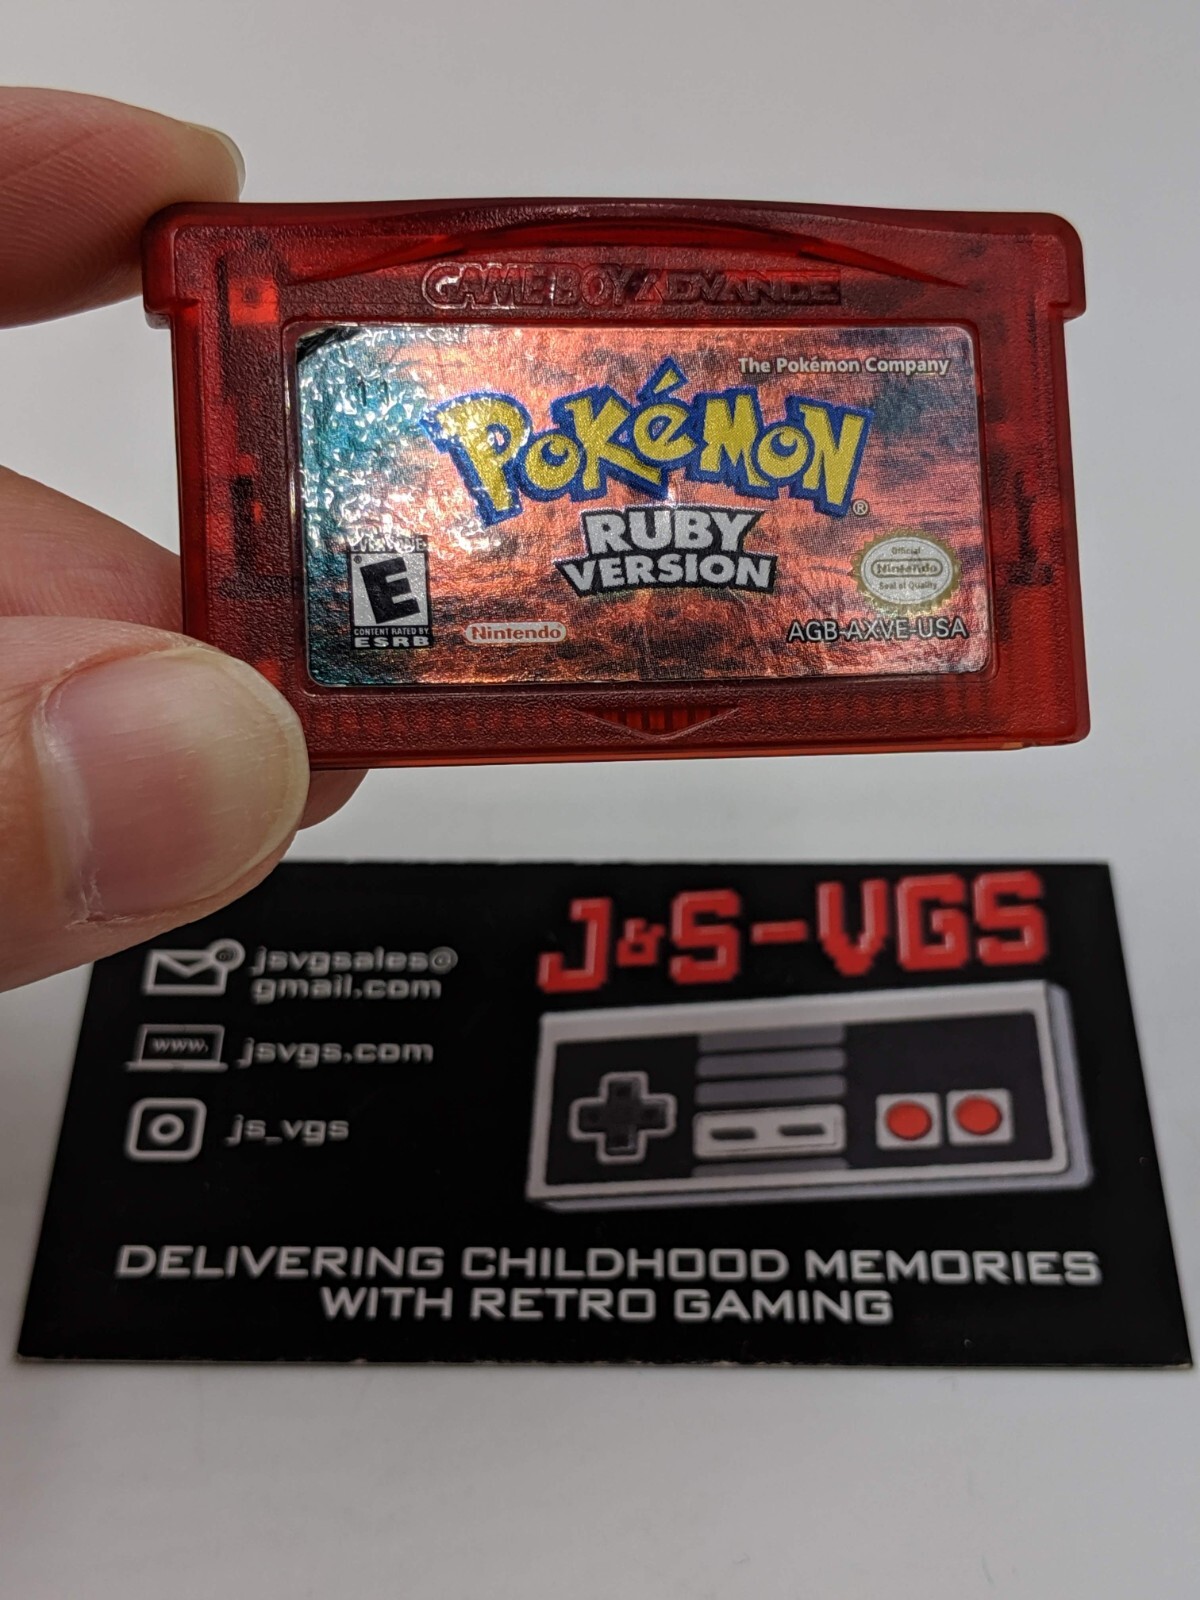 GAME BOY ADVANCE
The Pokémon Company
POKéMON®
RUBY
VERSION
Official
Nintendo
Seal of Quality
E
CONTENT RATED BY
ESRB
Nintendo
AGB-AXVE-USA
J&S-VGS
jsvgsales@
gmail.com
www.
jsvgs.com
js_vgs
DELIVERING CHILDHOOD MEMORIES
WITH RETRO GAMING